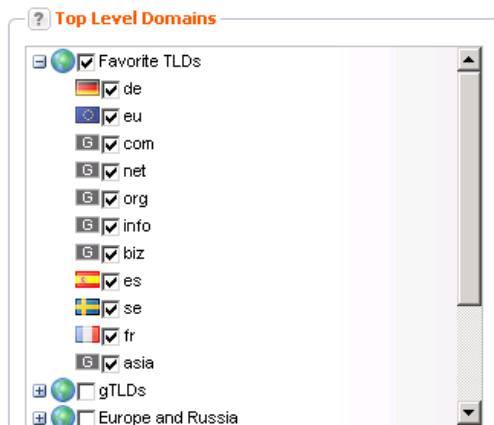 ? Top Level Domains
Favorite TLDs
de
eu
G com
G net
G org
G info
G biz
es
se
fr
G asia
gTLDs
Europe and Russia